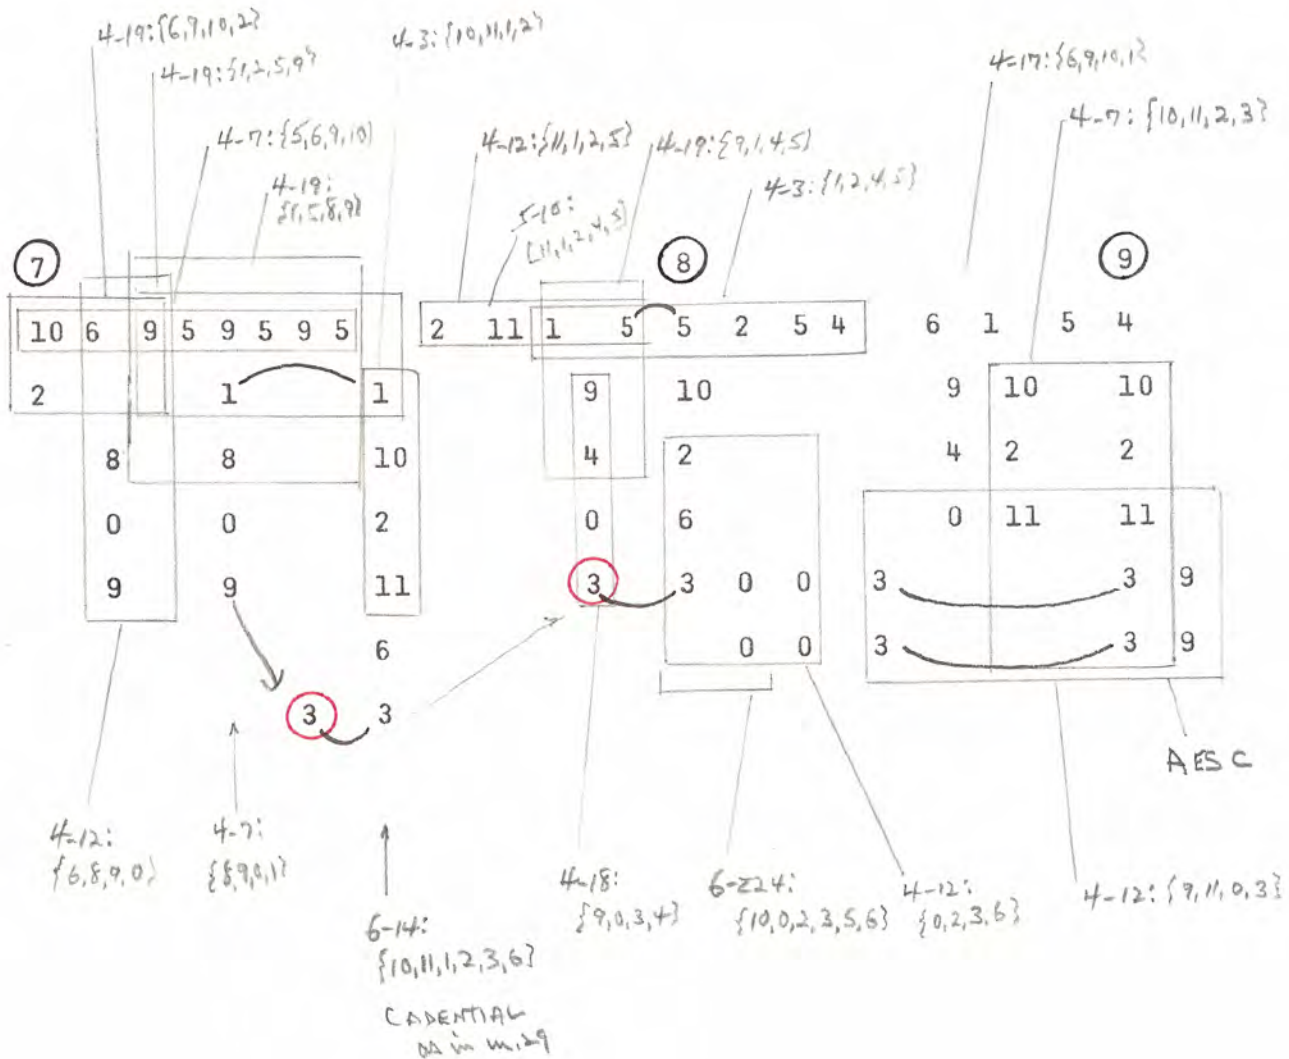 4-19:{6,9,10,2}
4-3:{10,11,1,2}
4-17:{6,9,10,1}
4-19:{1,2,5,9}
4-7:{10,11,2,3}
4-7:{5,6,9,10}
4-12:{11,1,2,5}
4-19:{9,1,4,5}
4-19:
{1,5,8,9}
4-3:{1,2,4,5}
5-10:
{11,1,2,4,5}
7 8 9
10 6 9 5 9 5 9 5 2 11 1 5 5 2 5 4 6 1 5 4
2 1 1 9 10 9 10 10
8 8 10 4 2 4 2 2
0 0 2 0 6 0 11 11
9 9 11 3 3 0 0 3 3 9
6 0 0 3 3 9
3 3
AESC
4-12:
{6,8,9,0}
4-7:
{8,9,0,1}
4-18:
{9,0,3,4}
6-Z24:
{10,0,2,3,5,6}
4-12:
{0,2,3,6}
4-12:{9,11,0,3}
6-14:
{10,11,1,2,3,6}
CADENTIAL
as in m.29